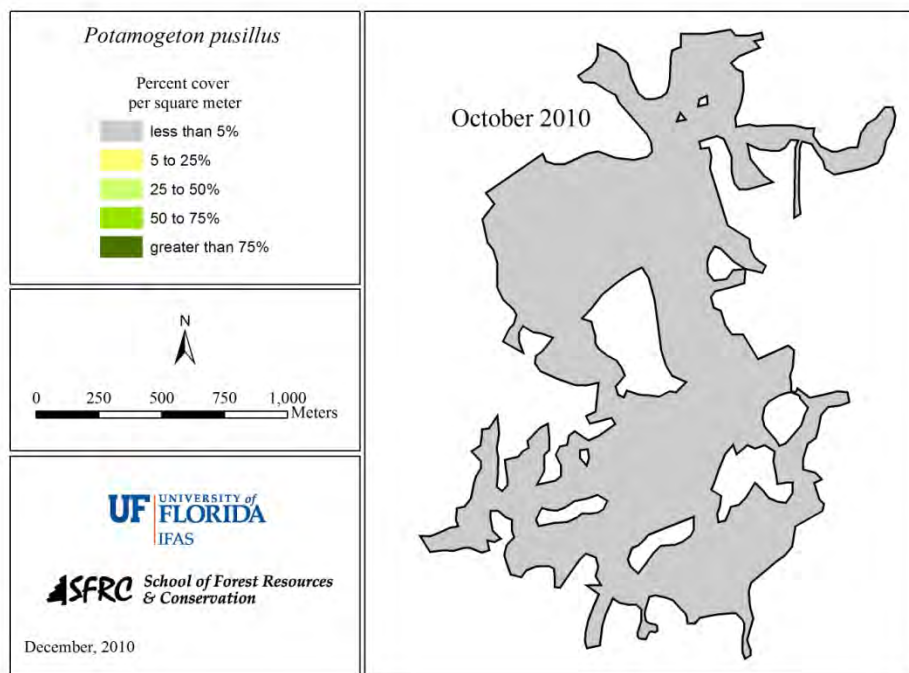 Potamogeton pusillus
Percent cover
per square meter
less than 5%
5 to 25%
25 to 50%
50 to 75%
greater than 75%
N
0 250 500 750 1,000
Meters
UF UNIVERSITY of
FLORIDA
IFAS
SFRC School of Forest Resources
& Conservation
December, 2010
October 2010